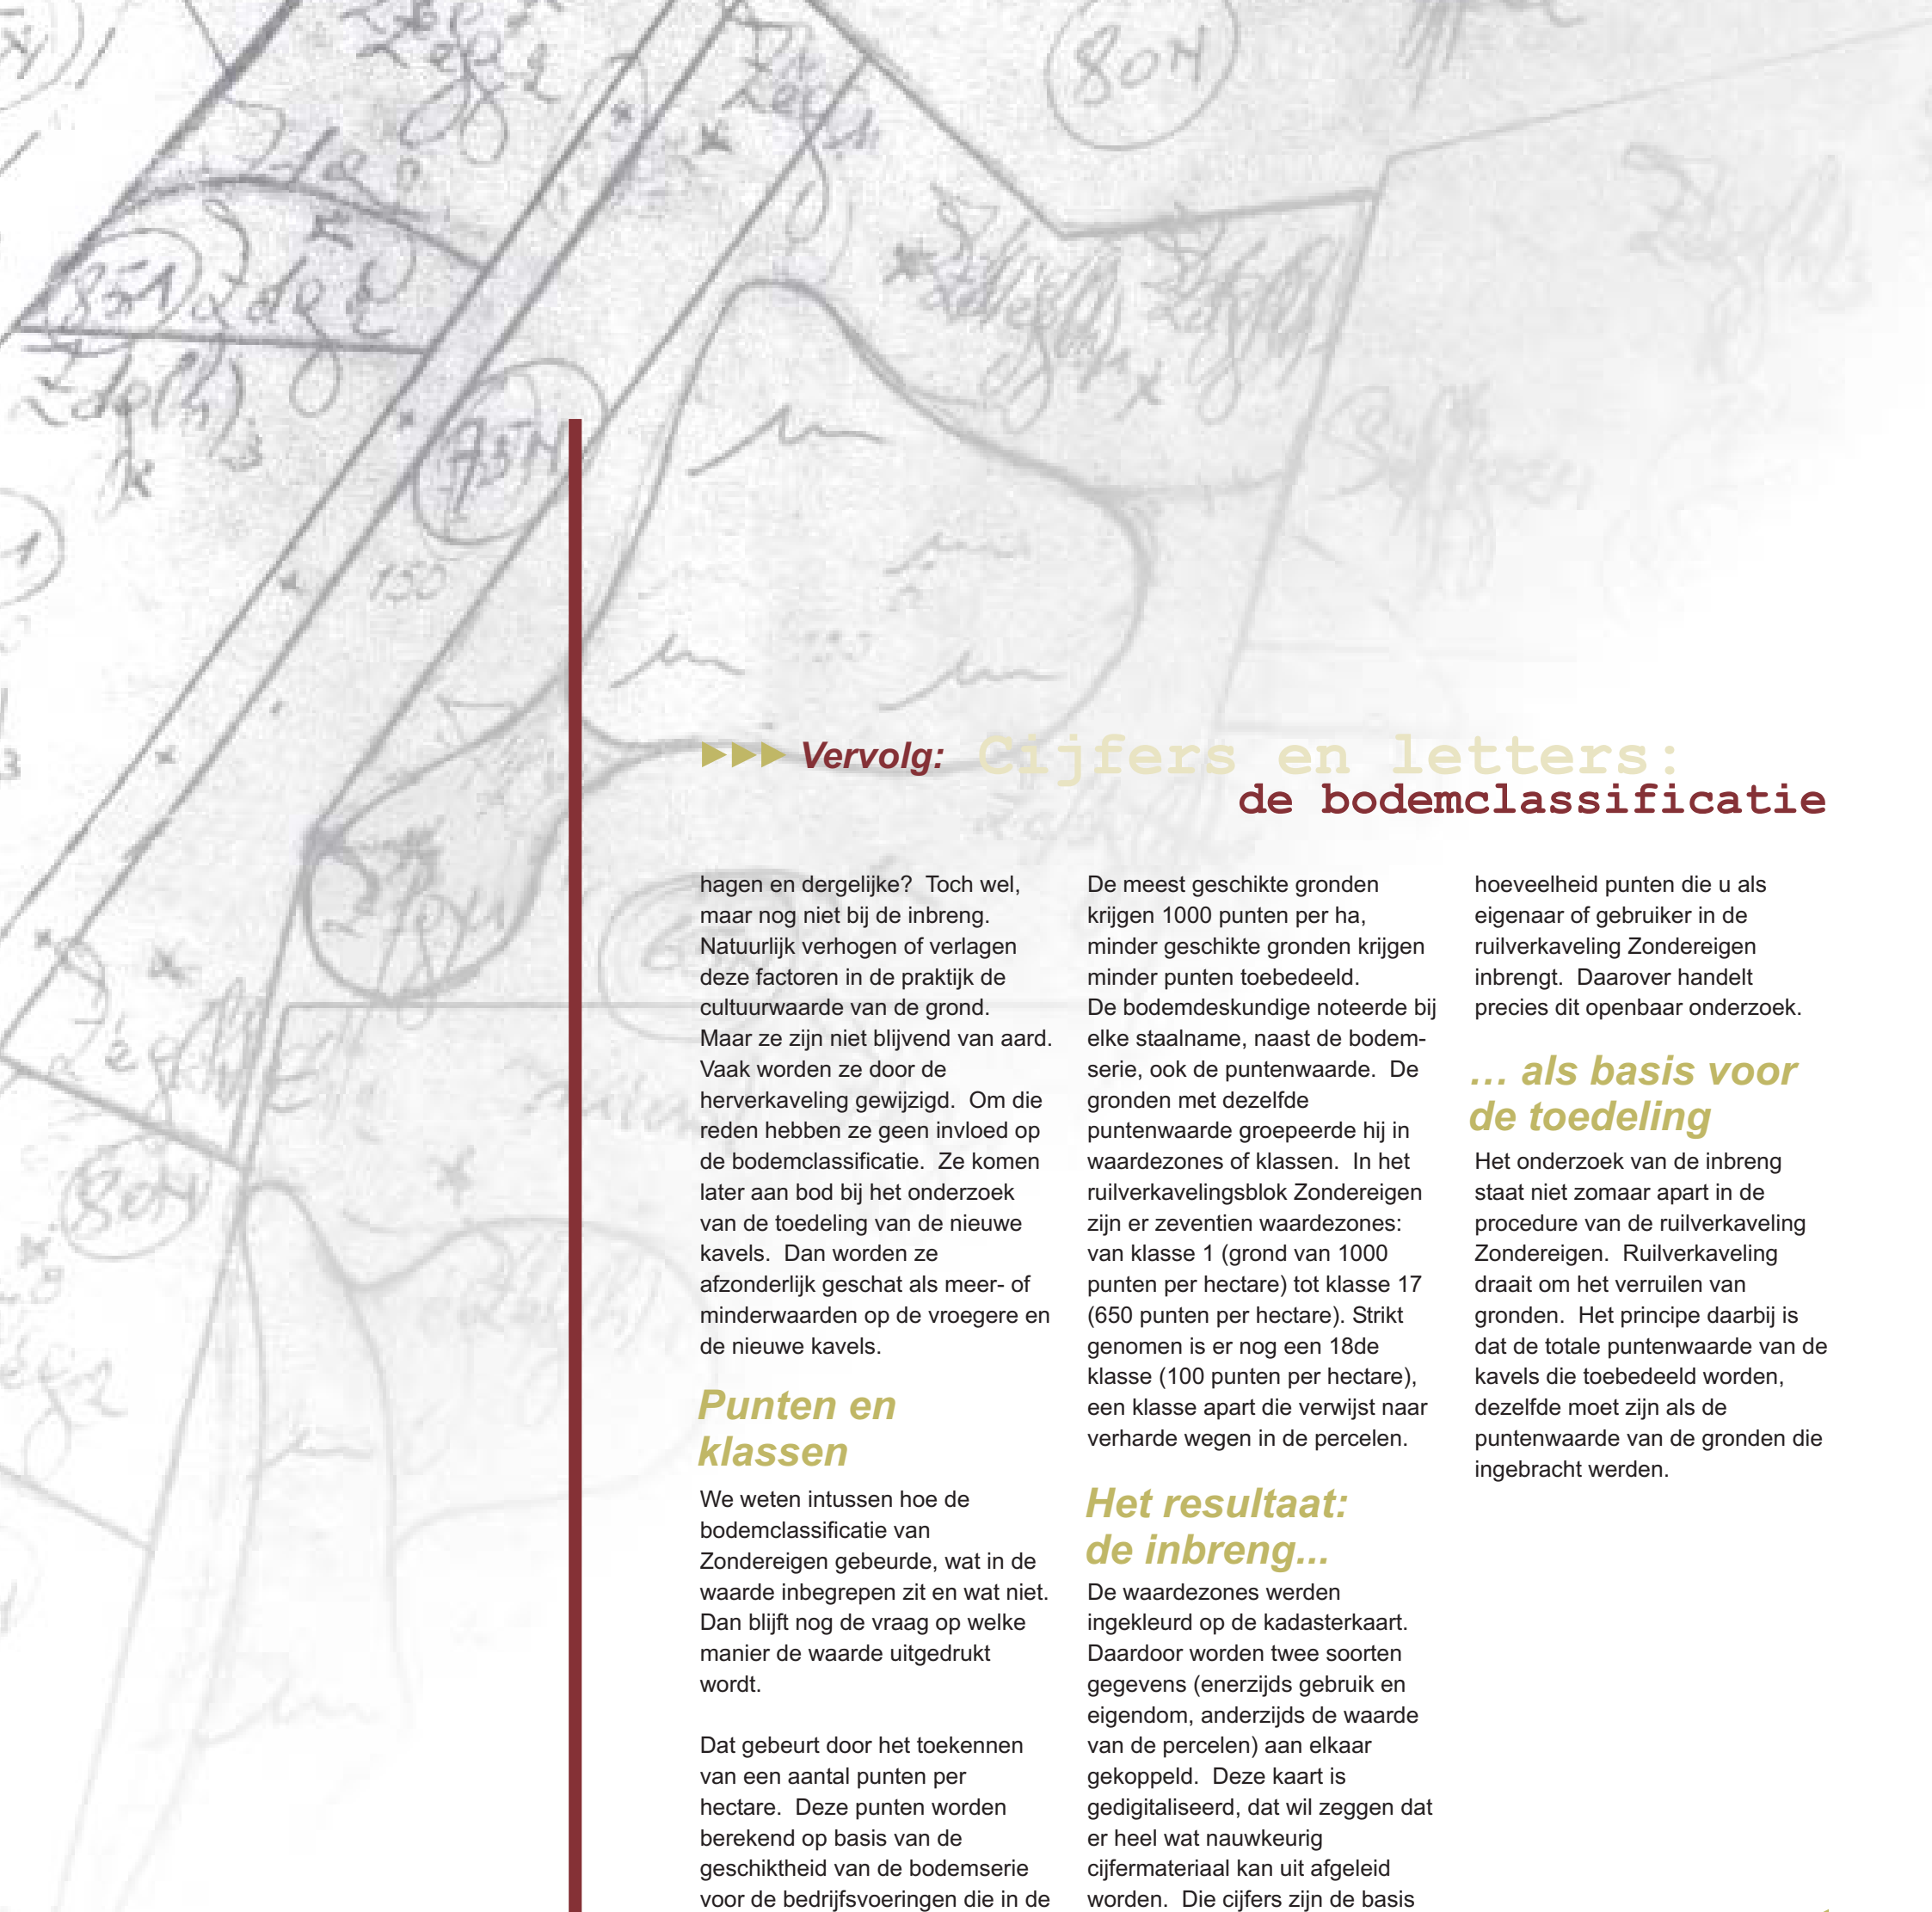 80M
851
zdg(h)
75M
150
1
3
▶▶▶ Vervolg: Cijfers en letters:
de bodemclassificatie
hagen en dergelijke? Toch wel,
maar nog niet bij de inbreng.
Natuurlijk verhogen of verlagen
deze factoren in de praktijk de
cultuurwaarde van de grond.
Maar ze zijn niet blijvend van aard.
Vaak worden ze door de
herverkaveling gewijzigd. Om die
reden hebben ze geen invloed op
de bodemclassificatie. Ze komen
later aan bod bij het onderzoek
van de toedeling van de nieuwe
kavels. Dan worden ze
afzonderlijk geschat als meer- of
minderwaarden op de vroegere en
de nieuwe kavels.
Punten en
klassen
We weten intussen hoe de
bodemclassificatie van
Zondereigen gebeurde, wat in de
waarde inbegrepen zit en wat niet.
Dan blijft nog de vraag op welke
manier de waarde uitgedrukt
wordt.
Dat gebeurt door het toekennen
van een aantal punten per
hectare. Deze punten worden
berekend op basis van de
geschiktheid van de bodemserie
voor de bedrijfsvoeringen die in de
De meest geschikte gronden
krijgen 1000 punten per ha,
minder geschikte gronden krijgen
minder punten toebedeeld.
De bodemdeskundige noteerde bij
elke staalname, naast de bodem-
serie, ook de puntenwaarde. De
gronden met dezelfde
puntenwaarde groepeerde hij in
waardezones of klassen. In het
ruilverkavelingsblok Zondereigen
zijn er zeventien waardezones:
van klasse 1 (grond van 1000
punten per hectare) tot klasse 17
(650 punten per hectare). Strikt
genomen is er nog een 18de
klasse (100 punten per hectare),
een klasse apart die verwijst naar
verharde wegen in de percelen.
Het resultaat:
de inbreng...
De waardezones werden
ingekleurd op de kadasterkaart.
Daardoor worden twee soorten
gegevens (enerzijds gebruik en
eigendom, anderzijds de waarde
van de percelen) aan elkaar
gekoppeld. Deze kaart is
gedigitaliseerd, dat wil zeggen dat
er heel wat nauwkeurig
cijfermateriaal kan uit afgeleid
worden. Die cijfers zijn de basis
hoeveelheid punten die u als
eigenaar of gebruiker in de
ruilverkaveling Zondereigen
inbrengt. Daarover handelt
precies dit openbaar onderzoek.
... als basis voor
de toedeling
Het onderzoek van de inbreng
staat niet zomaar apart in de
procedure van de ruilverkaveling
Zondereigen. Ruilverkaveling
draait om het verruilen van
gronden. Het principe daarbij is
dat de totale puntenwaarde van de
kavels die toebedeeld worden,
dezelfde moet zijn als de
puntenwaarde van de gronden die
ingebracht werden.